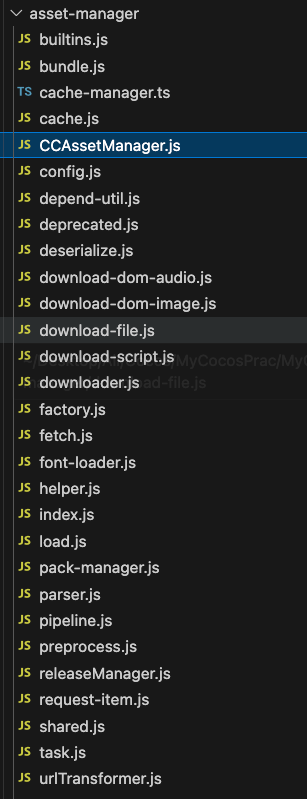 asset-manager
JS builtins.js
JS bundle.js
TS cache-manager.ts
JS cache.js
JS CCAssetManager.js
JS config.js
JS depend-util.js
JS deprecated.js
JS deserialize.js
JS download-dom-audio.js
JS download-dom-image.js
JS download-file.js
JS download-script.js
JS downloader.js
JS factory.js
JS fetch.js
JS font-loader.js
JS helper.js
JS index.js
JS load.js
JS pack-manager.js
JS parser.js
JS pipeline.js
JS preprocess.js
JS releaseManager.js
JS request-item.js
JS shared.js
JS task.js
JS urlTransformer.js